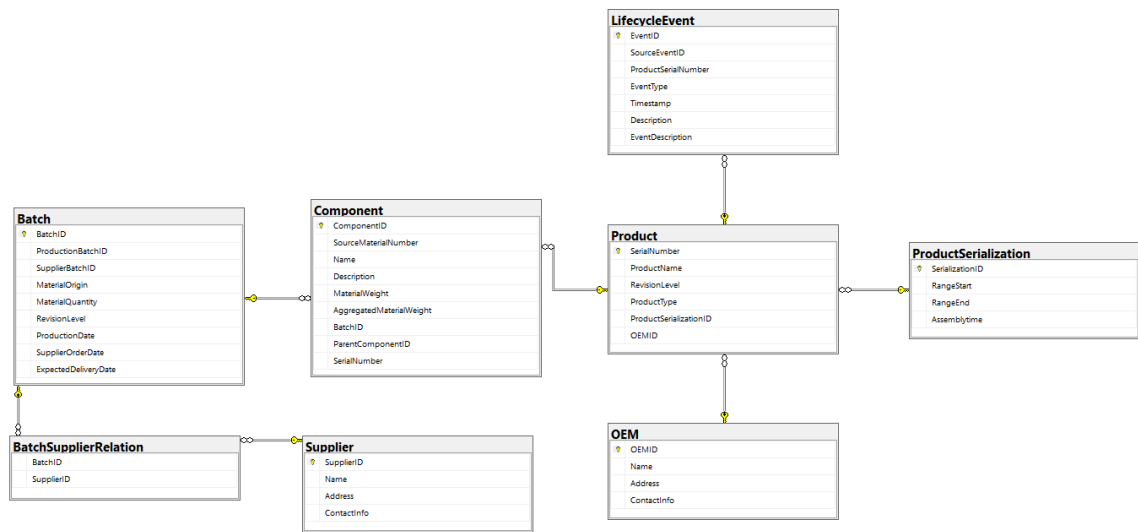 LifecycleEvent
EventID
SourceEventID
ProductSerialNumber
EventType
Timestamp
Description
EventDescription
Batch
BatchID
ProductionBatchID
SupplierBatchID
MaterialOrigin
MaterialQuantity
RevisionLevel
ProductionDate
SupplierOrderDate
ExpectedDeliveryDate
Component
ComponentID
SourceMaterialNumber
Name
Description
MaterialWeight
AggregatedMaterialWeight
BatchID
ParentComponentID
SerialNumber
Product
SerialNumber
ProductName
RevisionLevel
ProductType
ProductSerializationID
OEMID
ProductSerialization
SerializationID
RangeStart
RangeEnd
Assemblytime
BatchSupplierRelation
BatchID
SupplierID
Supplier
SupplierID
Name
Address
ContactInfo
OEM
OEMID
Name
Address
ContactInfo